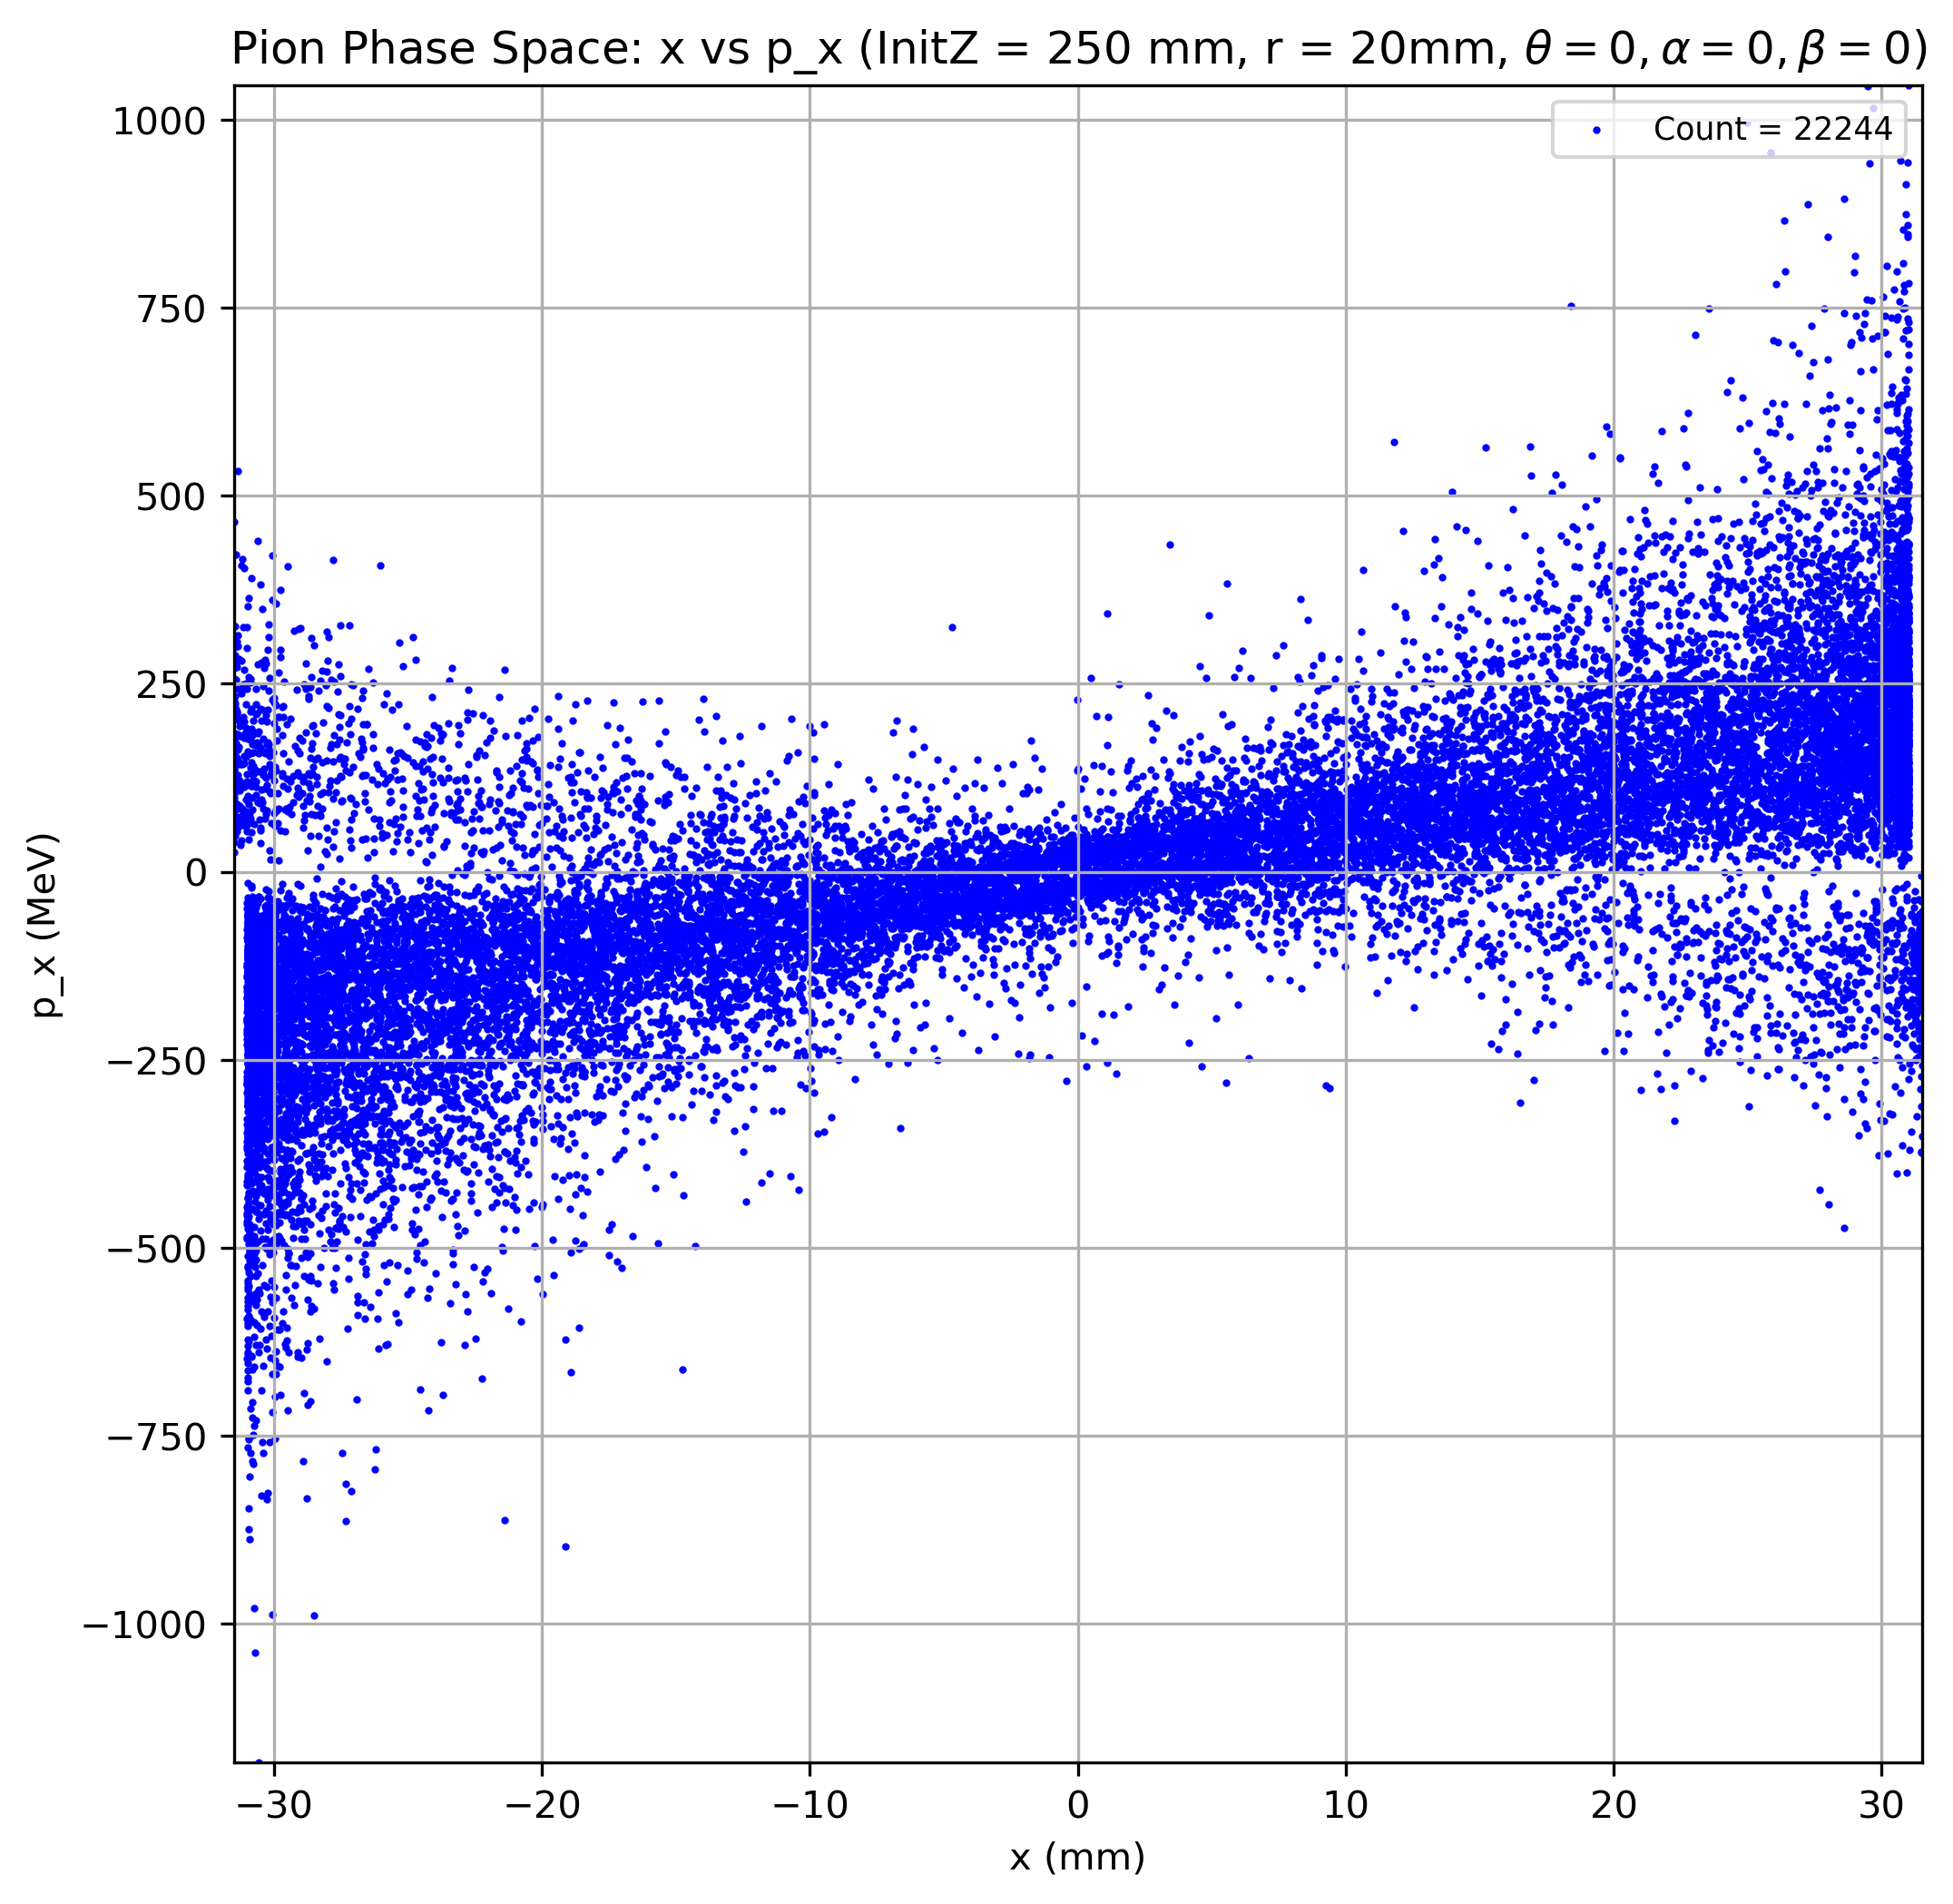 Pion Phase Space: x vs p_x (InitZ = 250 mm, r = 20mm, θ = 0, α = 0, β = 0)
Count = 22244
1000
750
500
250
0
−250
−500
−750
−1000
p_x (MeV)
−30 −20 −10 0 10 20 30
x (mm)